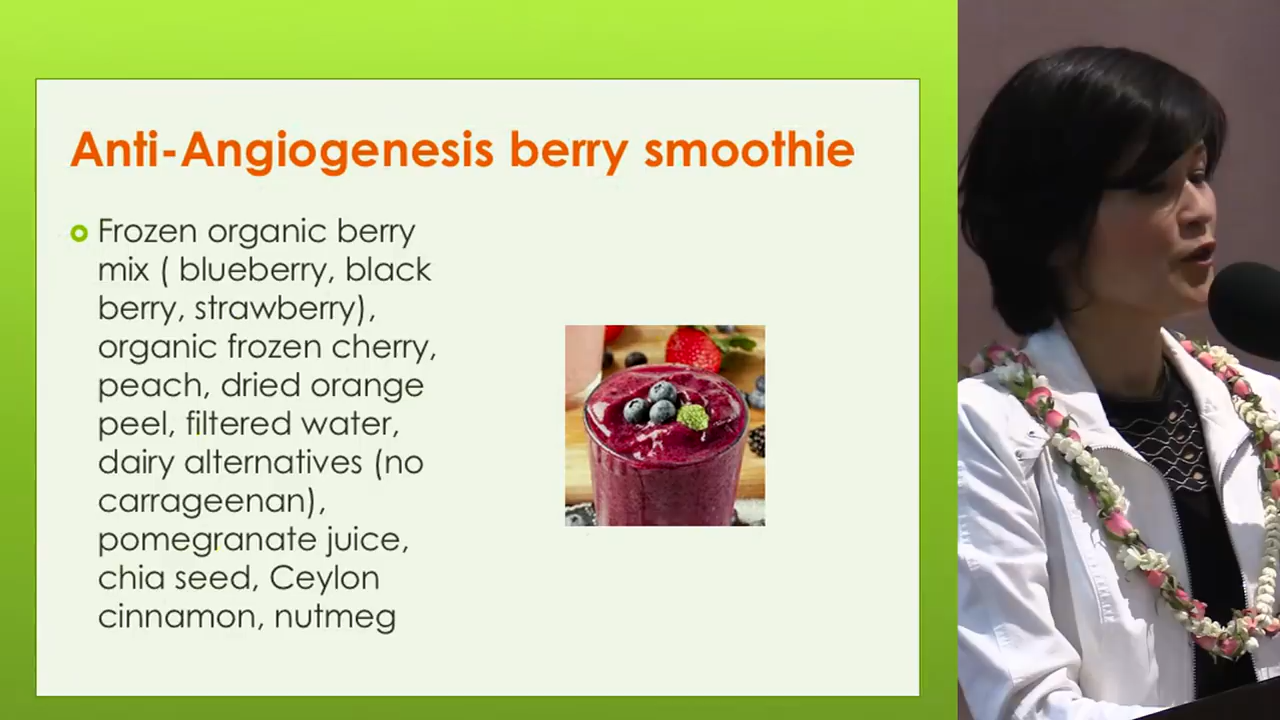 Anti-Angiogenesis berry smoothie
Frozen organic berry
mix ( blueberry, black
berry, strawberry),
organic frozen cherry,
peach, dried orange
peel, filtered water,
dairy alternatives (no
carrageenan),
pomegranate juice,
chia seed, Ceylon
cinnamon, nutmeg